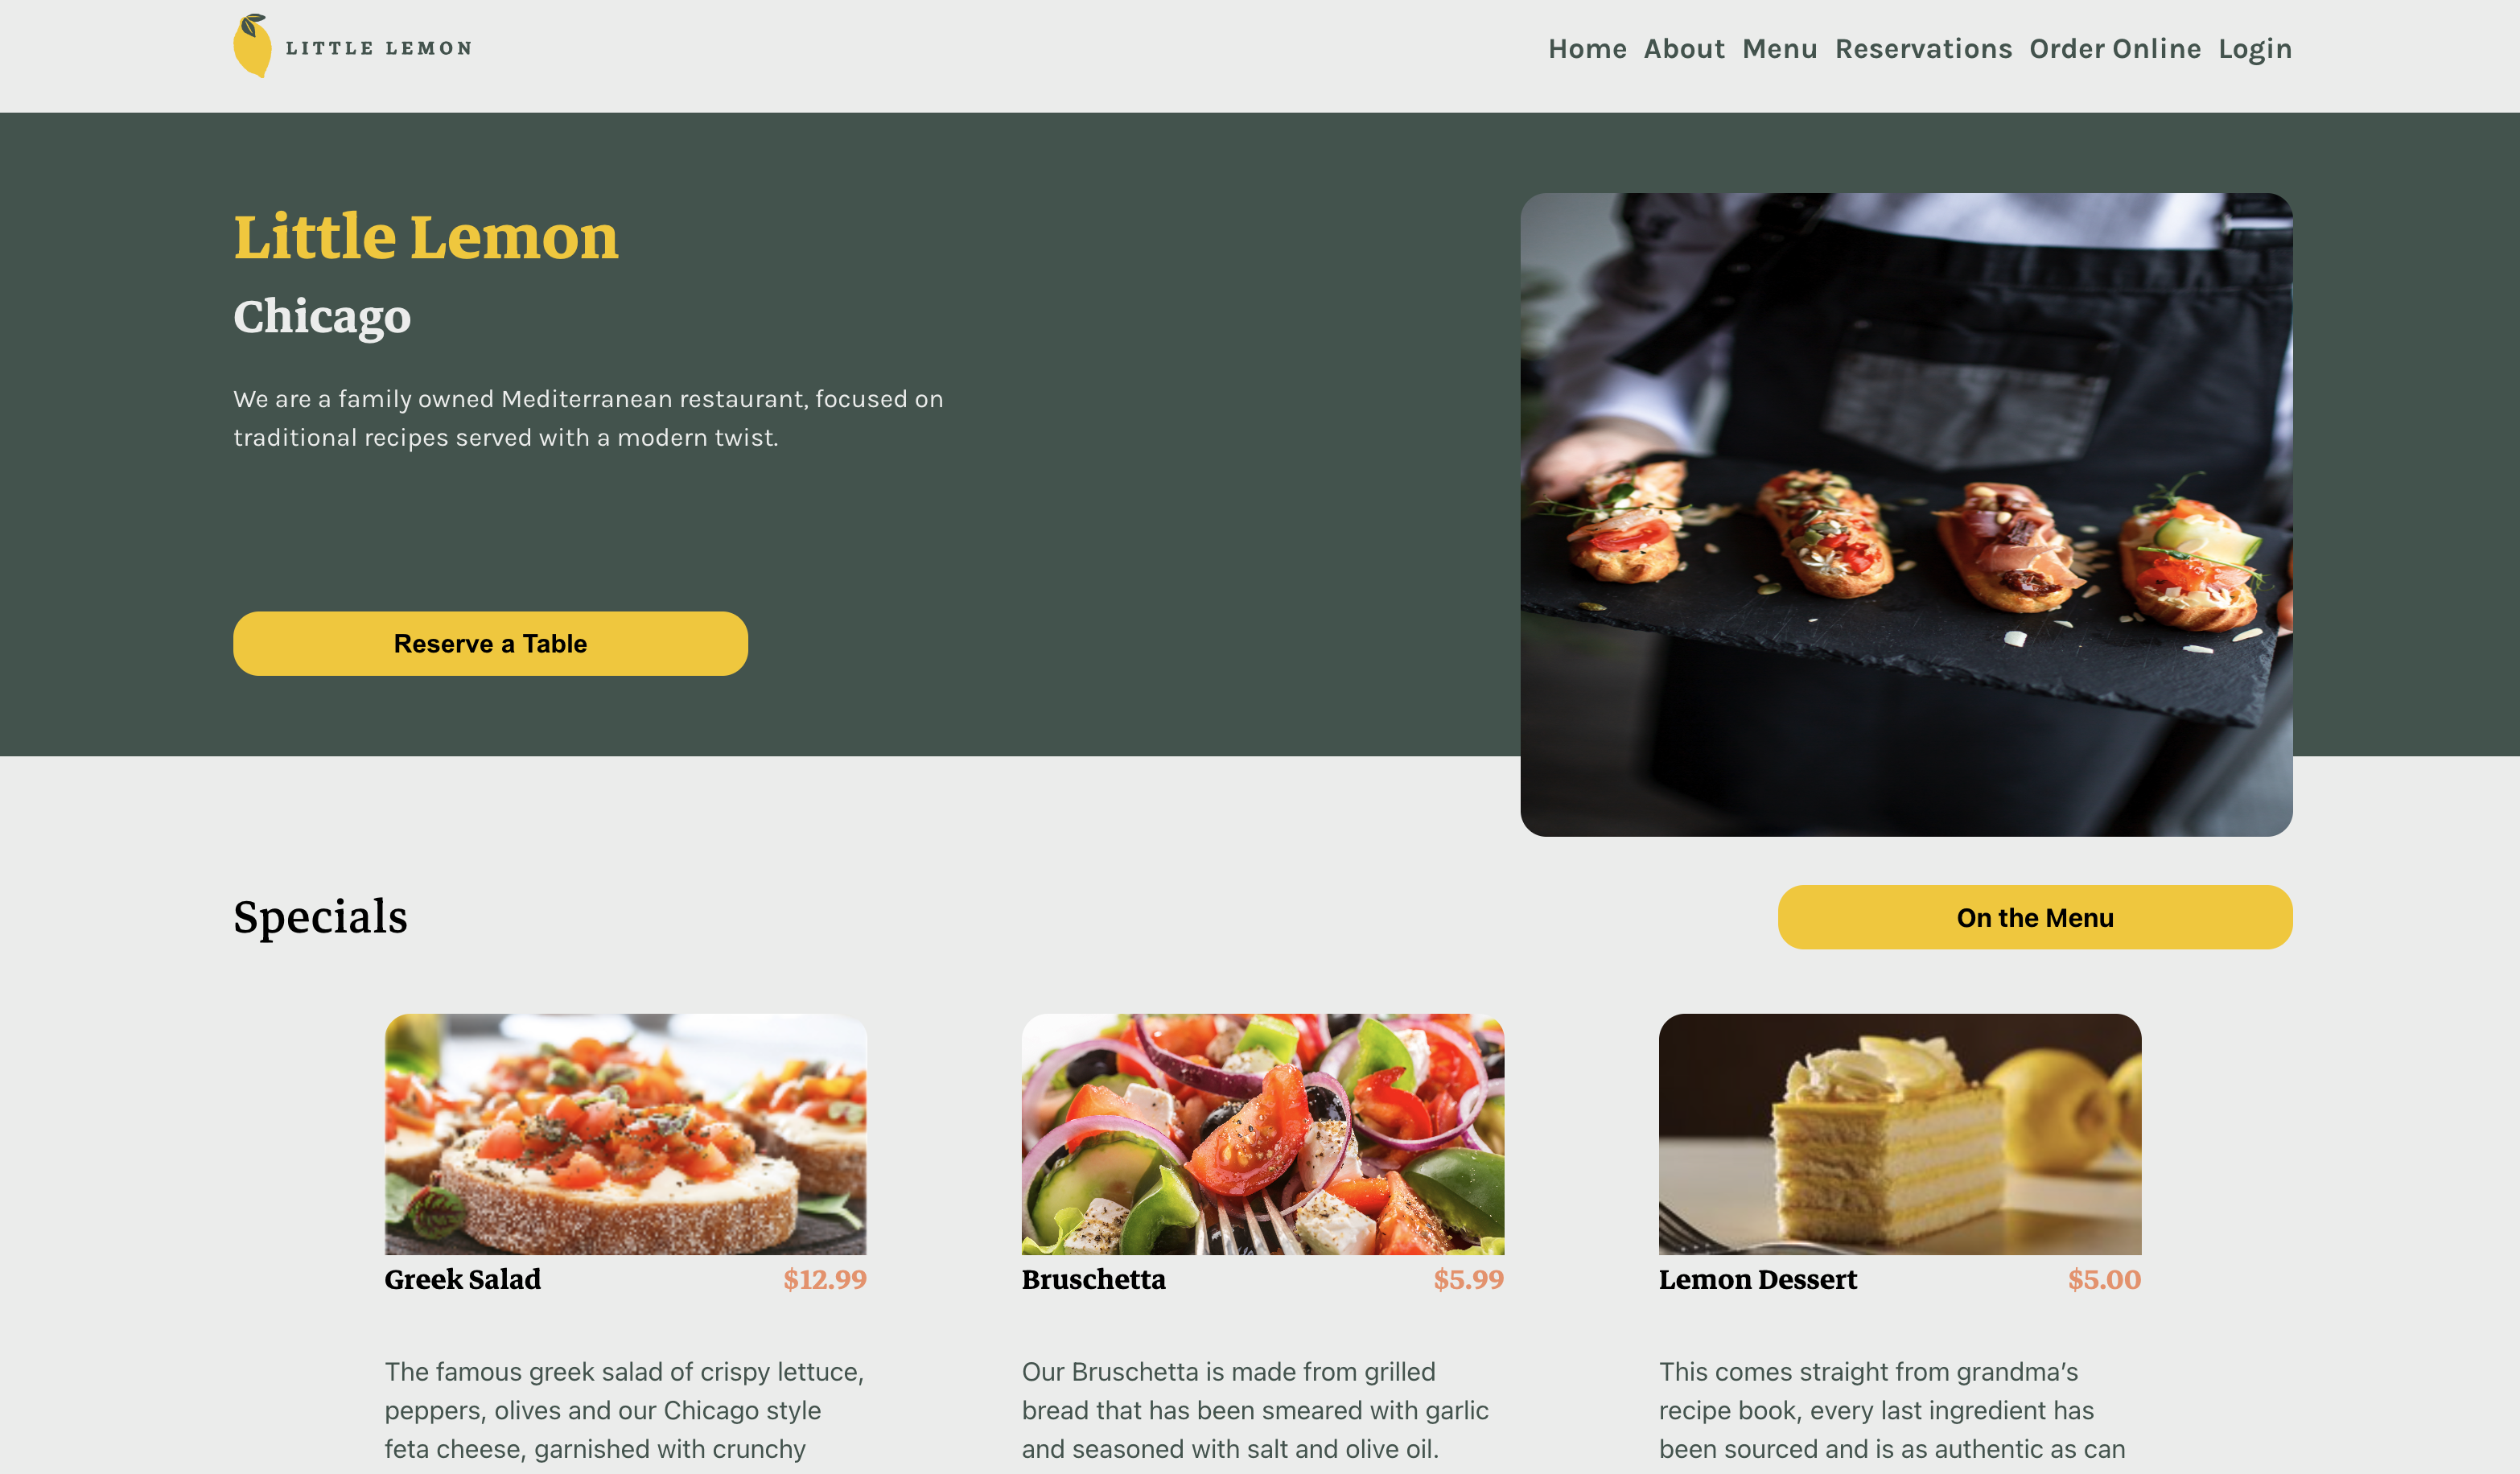 LITTLE LEMON
Home About Menu Reservations Order Online Login
Little Lemon
Chicago
We are a family owned Mediterranean restaurant, focused on
traditional recipes served with a modern twist.
Reserve a Table
Specials
On the Menu
Greek Salad $12.99
The famous greek salad of crispy lettuce,
peppers, olives and our Chicago style
feta cheese, garnished with crunchy
Bruschetta $5.99
Our Bruschetta is made from grilled
bread that has been smeared with garlic
and seasoned with salt and olive oil.
Lemon Dessert $5.00
This comes straight from grandma’s
recipe book, every last ingredient has
been sourced and is as authentic as can